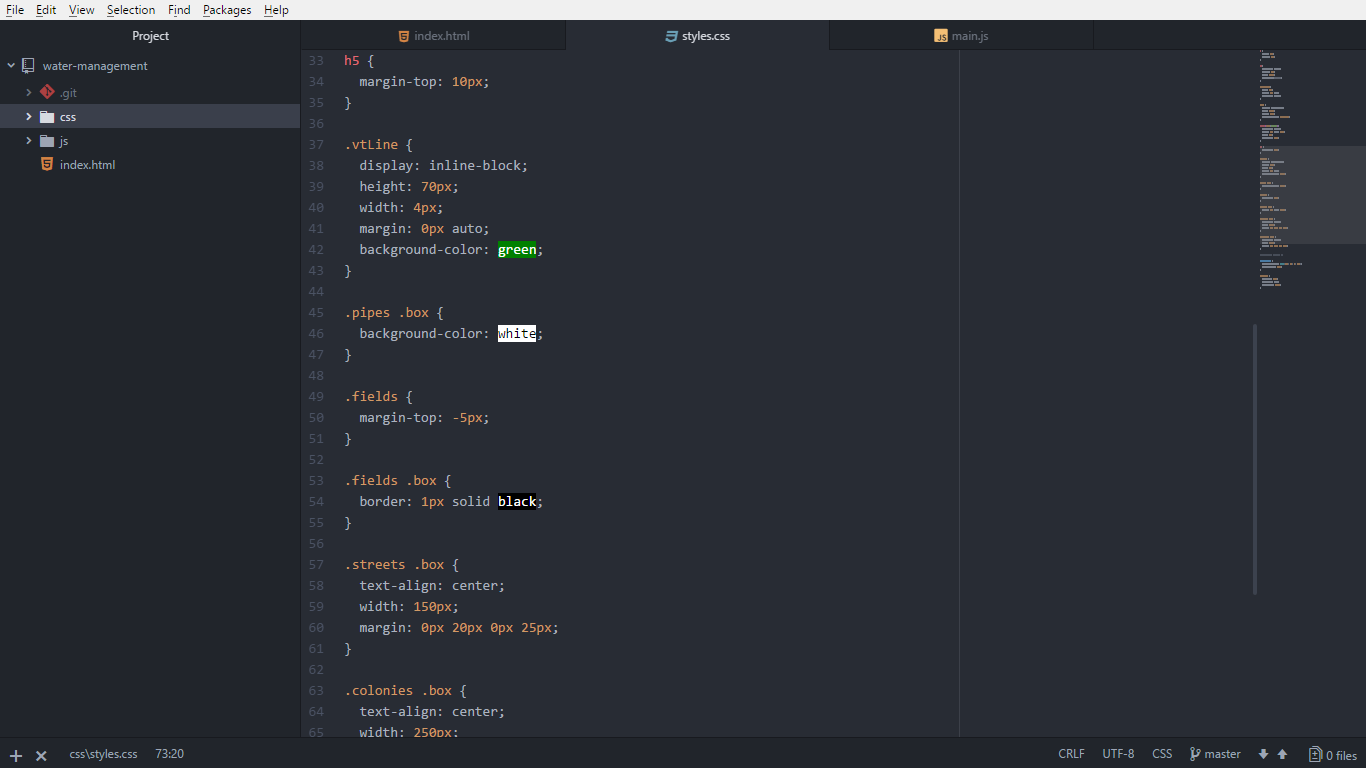 File Edit View Selection Find Packages Help
Project
index.html
styles.css
JS main.js
water-management
.git
css
js
index.html
33 h5 {
34 margin-top: 10px;
35 }
36
37 .vtLine {
38 display: inline-block;
39 height: 70px;
40 width: 4px;
41 margin: 0px auto;
42 background-color: green;
43 }
44
45 .pipes .box {
46 background-color: white;
47 }
48
49 .fields {
50 margin-top: -5px;
51 }
52
53 .fields .box {
54 border: 1px solid black;
55 }
56
57 .streets .box {
58 text-align: center;
59 width: 150px;
60 margin: 0px 20px 0px 25px;
61 }
62
63 .colonies .box {
64 text-align: center;
65 width: 250px;
css\styles.css 73:20 CRLF UTF-8 CSS master 0 files